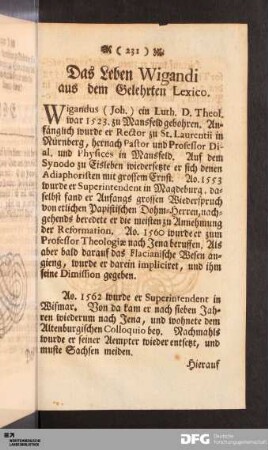 ( 231 )
Das Leben Wigandi
aus dem Gelehrten Lexico.
Wigandus (Joh.) ein Luth. D. Theol.
war 1523. zu Mansfeld gebohren. An-
fänglich wurde er Rector zu St. Laurentii in
Nürnberg, hernach Pastor und Professor Di-
al. und Physices in Mansfeld. Auf dem
Synodo zu Eisleben wiedersetzte er sich denen
Adiaphoristen mit grossem Ernst. Ao. 1553
wurde er Superintendent in Magdeburg, da-
selbst fand er Anfangs grossen Wiederspruch
von etlichen Papistischen Dohm-Herren, nach-
gehends beredete er die meisten zu Annehmung
der Reformation. Ao. 1560 wurde er zum
Professor Theologiæ nach Jena beruffen. Als
aber bald darauf das Flacianische Wesen an-
gieng, wurde er darein impliciret, und ihm
seine Dimission gegeben.
Ao. 1562 wurde er Superintendent in
Wismar. Von da kam er nach sieben Jah-
ren wiederum nach Jena, und wohnete dem
Altenburgischen Colloquio bey. Nachmahls
wurde er seiner Aempter wieder entsetzt, und
muste Sachsen meiden.
Hierauf
WÜRTTEMBERGISCHE
LANDESBIBLIOTHEK
DFG Deutsche
Forschungsgemeinschaft